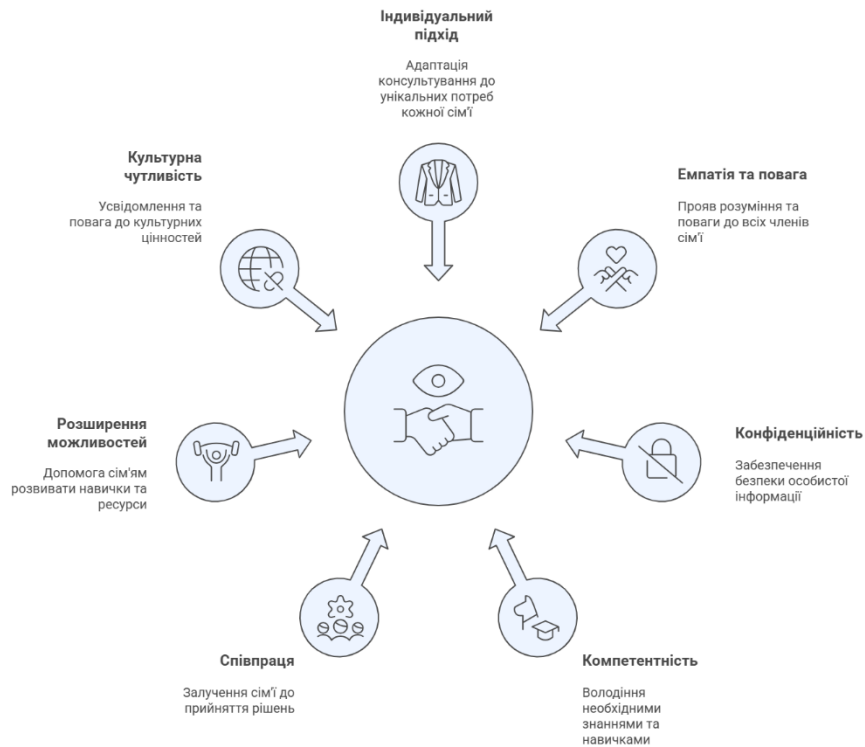 Індивідуальний
підхід
Адаптація
консультування до
унікальних потреб
кожної сім'ї
Емпатія та повага
Прояв розуміння та
поваги до всіх членів
сім'ї
Конфіденційність
Забезпечення
безпеки особистої
інформації
Компетентність
Володіння
необхідними
знаннями та
навичками
Співпраця
Залучення сім'ї до
прийняття рішень
Розширення
можливостей
Допомога сім'ям
розвивати навички та
ресурси
Культурна
чутливість
Усвідомлення та
повага до культурних
цінностей